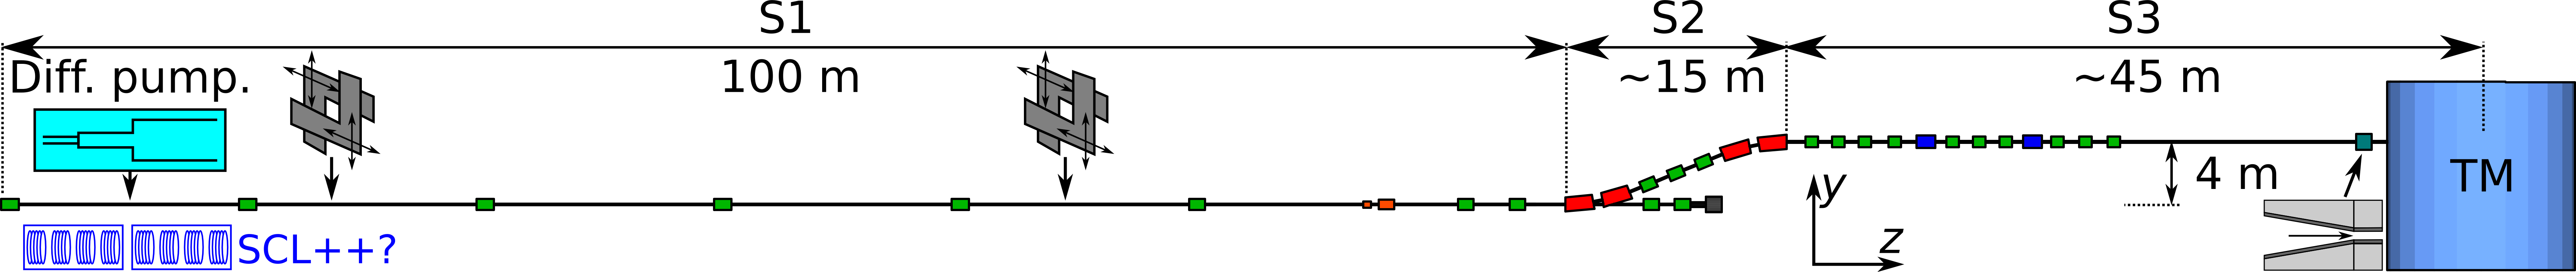 S1
S2
S3
Diff. pump.
100 m
~15 m
~45 m
4 m
TM
y
z
SCL++?